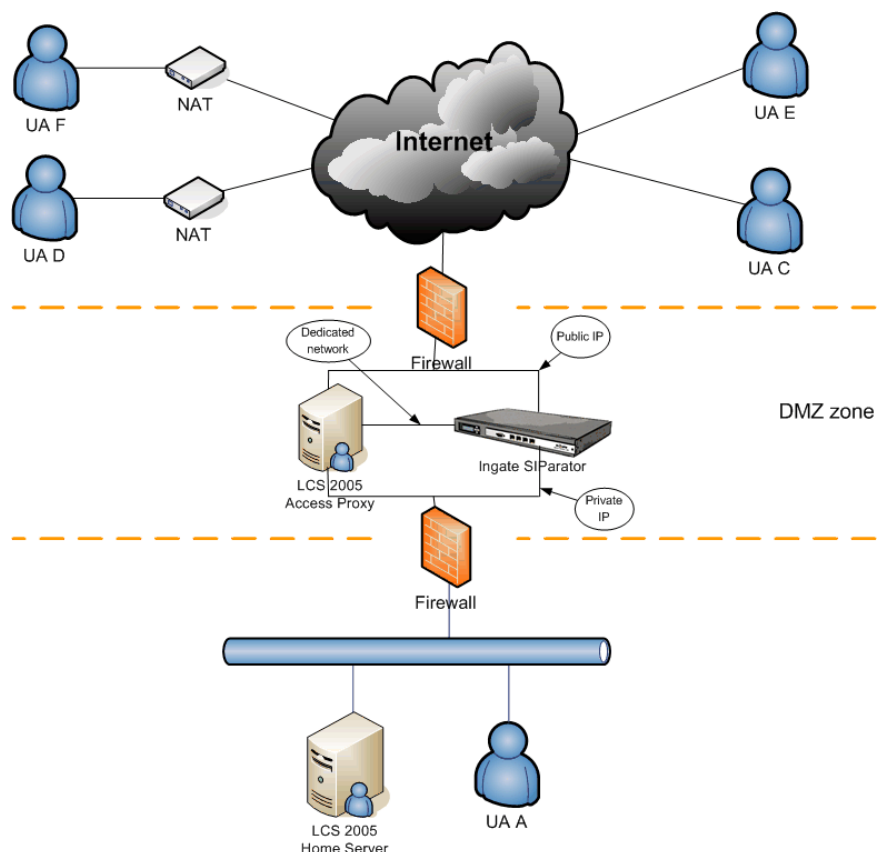 UA F
NAT
Internet
UA E
UA D
NAT
UA C
Dedicated
network
Public IP
Firewall
DMZ zone
Ingate SIParator
LCS 2005
Access Proxy
Private
IP
Firewall
LCS 2005
Home Server
UA A